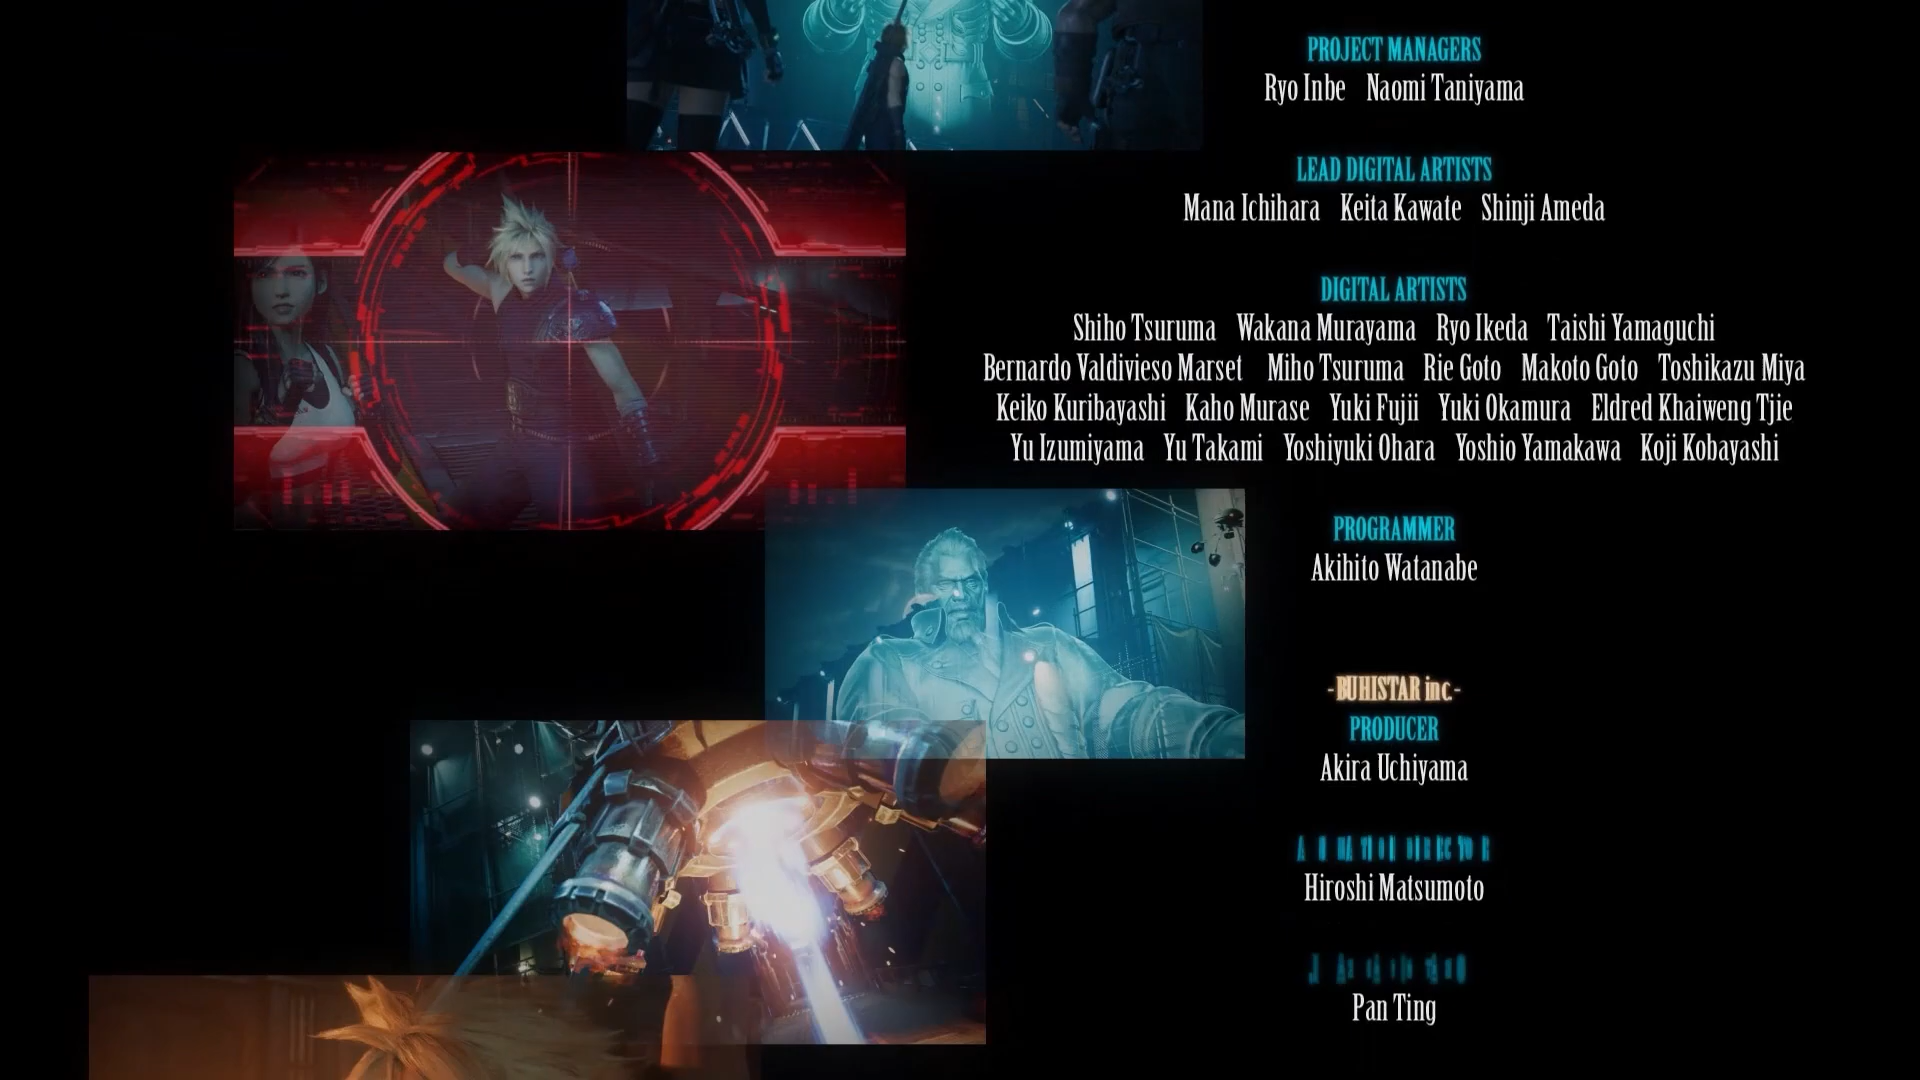 PROJECT MANAGERS
Ryo Inbe Naomi Taniyama
LEAD DIGITAL ARTISTS
Mana Ichihara Keita Kawate Shinji Ameda
DIGITAL ARTISTS
Shiho Tsuruma Wakana Murayama Ryo Ikeda Taishi Yamaguchi
Bernardo Valdivieso Marset Miho Tsuruma Rie Goto Makoto Goto Toshikazu Miya
Keiko Kuribayashi Kaho Murase Yuki Fujii Yuki Okamura Eldred Khaiweng Tjie
Yu Izumiyama Yu Takami Yoshiyuki Ohara Yoshio Yamakawa Koji Kobayashi
PROGRAMMER
Akihito Watanabe
-BUHISTAR inc.-
PRODUCER
Akira Uchiyama
Hiroshi Matsumoto
Pan Ting